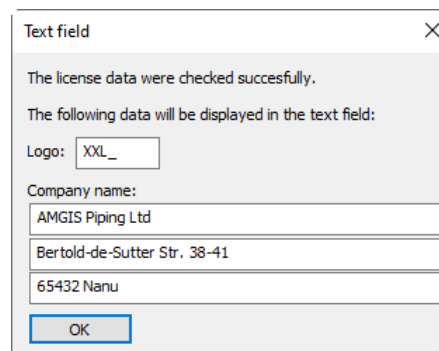 Text field
The license data were checked succesfully.
The following data will be displayed in the text field:
Logo: XXL_
Company name:
AMGIS Piping Ltd
Bertold-de-Sutter Str. 38-41
65432 Nanu
OK